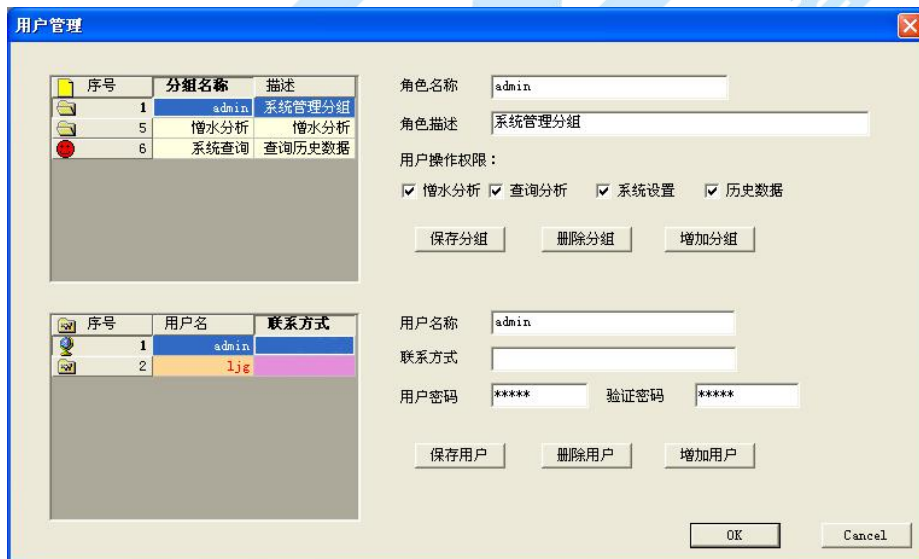 用户管理
序号 分组名称 描述
1 admin 系统管理分组
5 憎水分析 憎水分析
6 系统查询 查询历史数据
角色名称 admin
角色描述 系统管理分组
用户操作权限：
憎水分析 查询分析 系统设置 历史数据
保存分组 删除分组 增加分组
序号 用户名 联系方式
1 admin
2 ljg
用户名称 admin
联系方式
用户密码 ***** 验证密码 *****
保存用户 删除用户 增加用户
OK Cancel